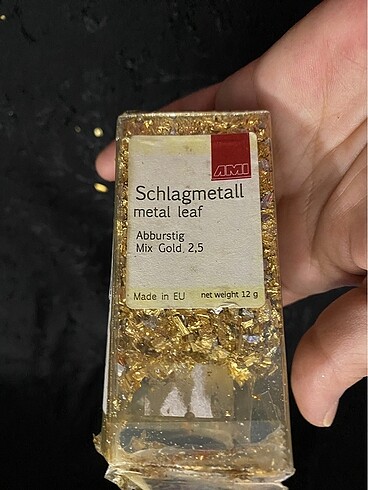 AMI
Schlagmetall
metal leaf
Abburstig
Mix Gold, 2,5
Made in EU net weight 12 g